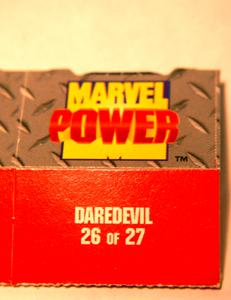 MARVEL
POWER
TM
DAREDEVIL
26 OF 27